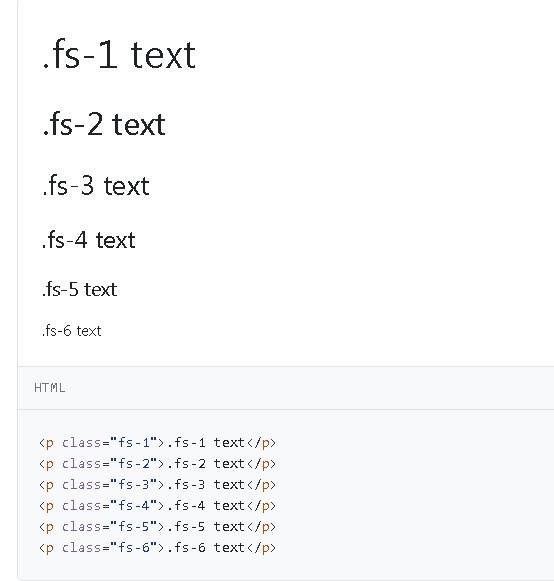 .fs-1 text
.fs-2 text
.fs-3 text
.fs-4 text
.fs-5 text
.fs-6 text
HTML
<p class="fs-1">.fs-1 text</p>
<p class="fs-2">.fs-2 text</p>
<p class="fs-3">.fs-3 text</p>
<p class="fs-4">.fs-4 text</p>
<p class="fs-5">.fs-5 text</p>
<p class="fs-6">.fs-6 text</p>